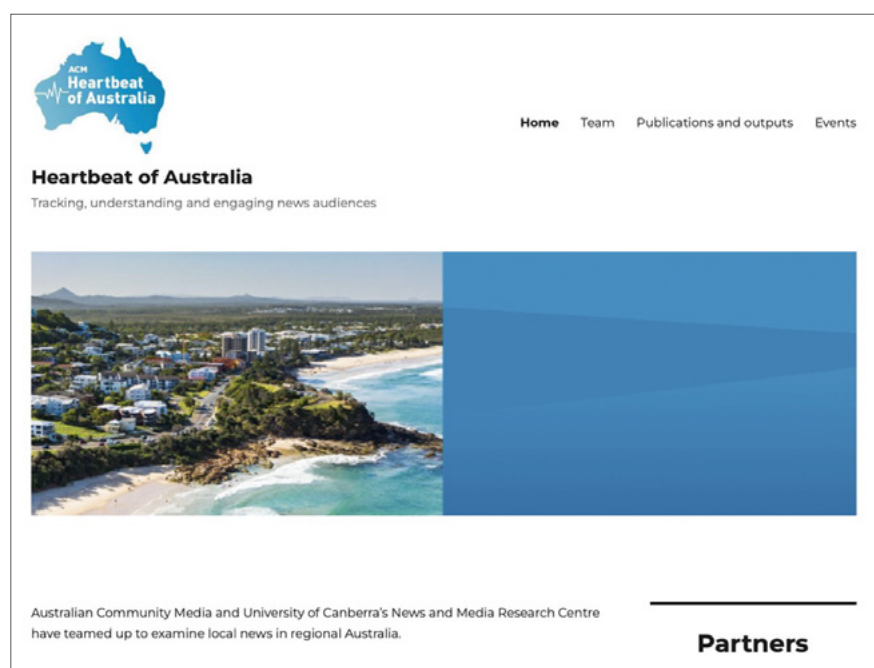 ACM
Heartbeat
of Australia
Home Team Publications and outputs Events
Heartbeat of Australia
Tracking, understanding and engaging news audiences
Australian Community Media and University of Canberra's News and Media Research Centre
have teamed up to examine local news in regional Australia.
Partners